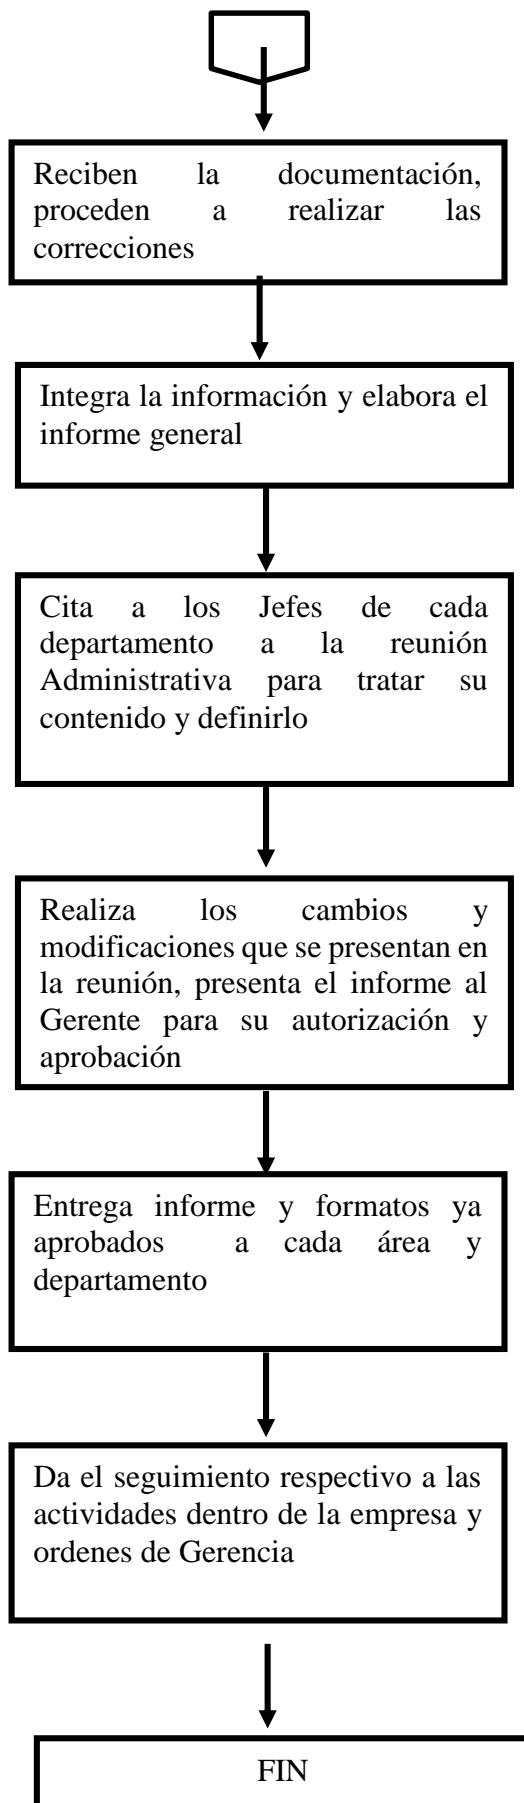 Reciben la documentación,
proceden a realizar las
correcciones
Integra la información y elabora el
informe general
Cita a los Jefes de cada
departamento a la reunión
Administrativa para tratar su
contenido y definirlo
Realiza los cambios y
modificaciones que se presentan en
la reunión, presenta el informe al
Gerente para su autorización y
aprobación
Entrega informe y formatos ya
aprobados a cada área y
departamento
Da el seguimiento respectivo a las
actividades dentro de la empresa y
ordenes de Gerencia
FIN